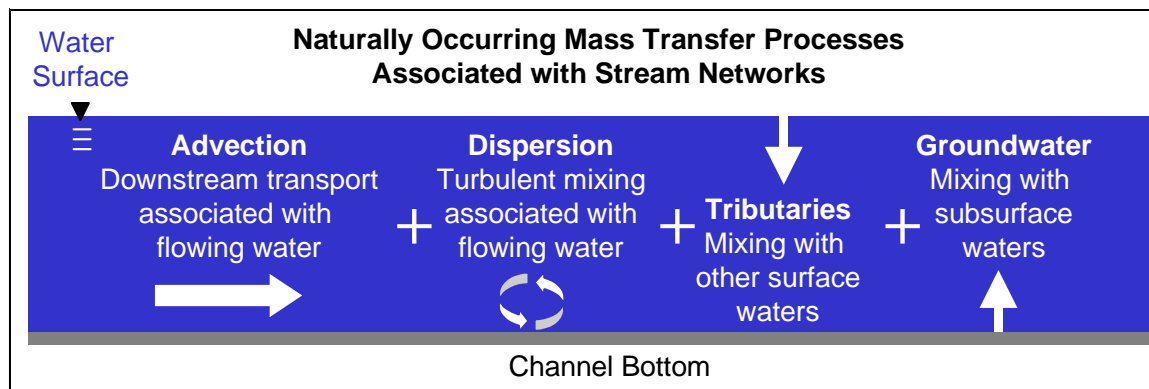 Water
Surface
Naturally Occurring Mass Transfer Processes
Associated with Stream Networks
Advection
Downstream transport
associated with
flowing water
+
Dispersion
Turbulent mixing
associated with
flowing water
+
Tributaries
Mixing with
other surface
waters
+
Groundwater
Mixing with
subsurface
waters
Channel Bottom